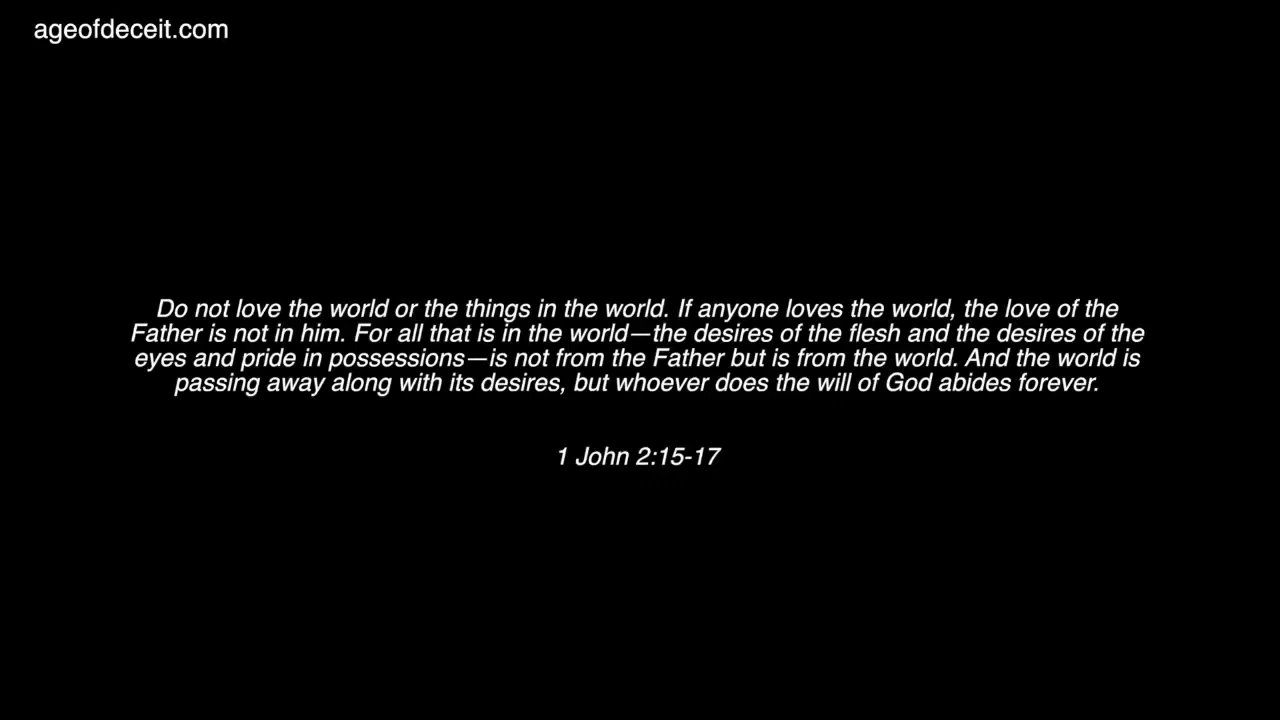 ageofdeceit.com
Do not love the world or the things in the world. If anyone loves the world, the love of the
Father is not in him. For all that is in the world—the desires of the flesh and the desires of the
eyes and pride in possessions—is not from the Father but is from the world. And the world is
passing away along with its desires, but whoever does the will of God abides forever.
1 John 2:15-17